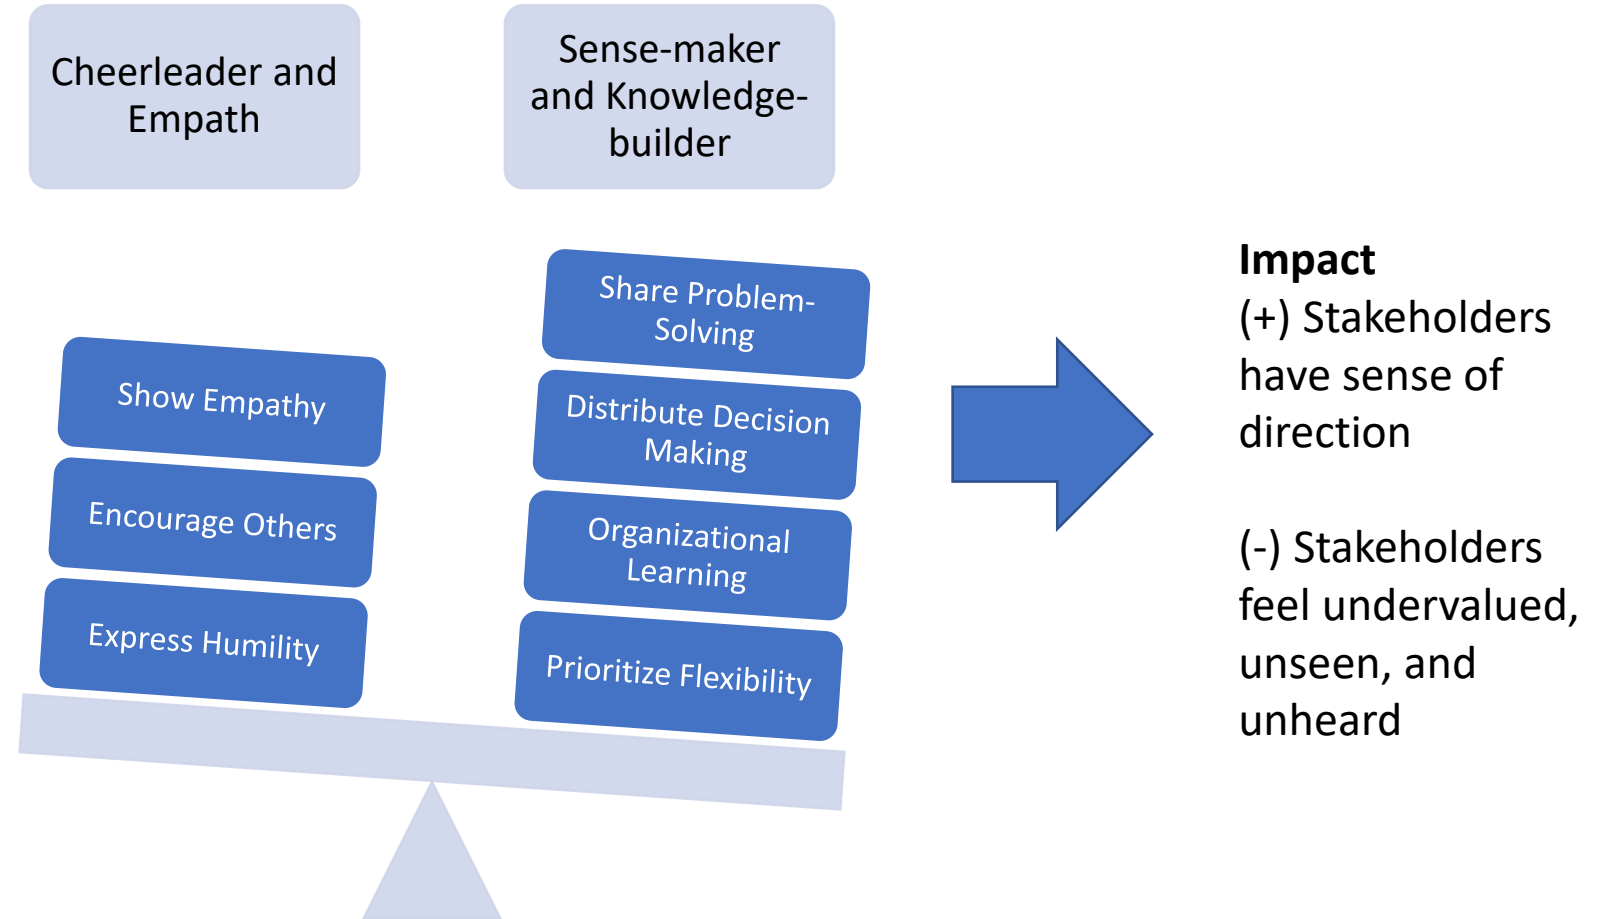 Cheerleader and
Empath
Sense-maker
and Knowledge-
builder
Show Empathy
Encourage Others
Express Humility
Share Problem-
Solving
Distribute Decision
Making
Organizational
Learning
Prioritize Flexibility
Impact
(+) Stakeholders
have sense of
direction
(-) Stakeholders
feel undervalued,
unseen, and
unheard